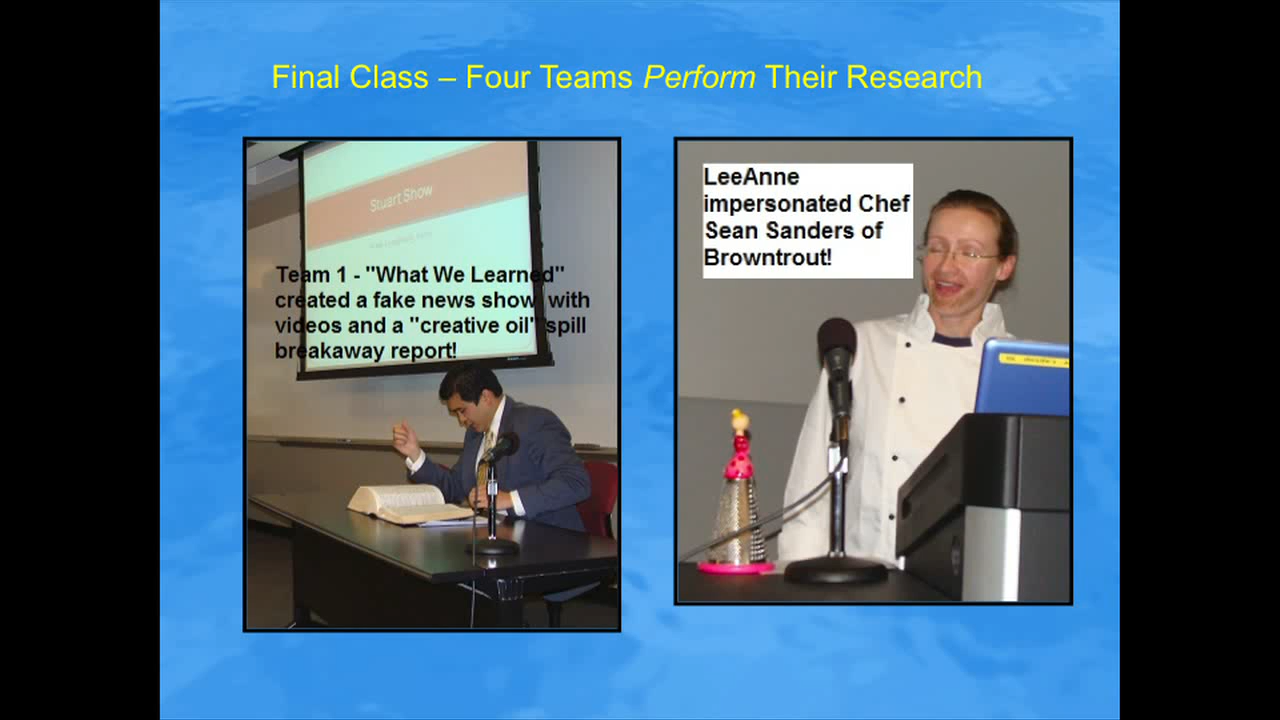 Final Class – Four Teams Perform Their Research
Stuart Show
Team 1 - "What We Learned"
created a fake news show, with
videos and a "creative oil" spill
breakaway report!
LeeAnne
impersonated Chef
Sean Sanders of
Browntrout!